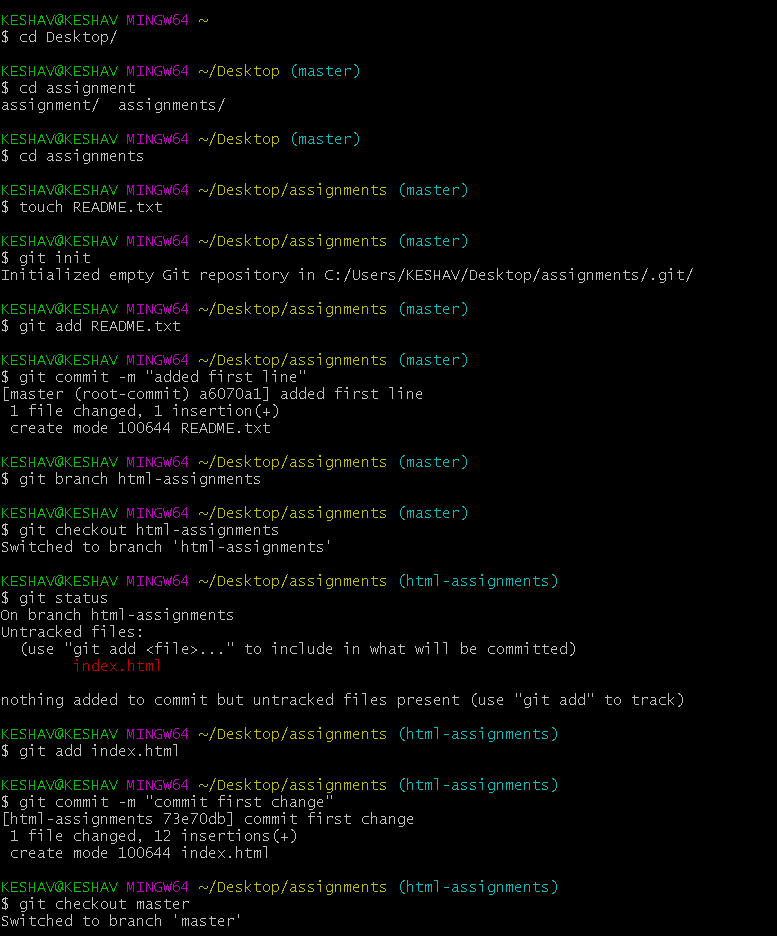 KESHAV@KESHAV MINGW64 ~
$ cd Desktop/
KESHAV@KESHAV MINGW64 ~/Desktop (master)
$ cd assignment
assignment/  assignments/
KESHAV@KESHAV MINGW64 ~/Desktop (master)
$ cd assignments
KESHAV@KESHAV MINGW64 ~/Desktop/assignments (master)
$ touch README.txt
KESHAV@KESHAV MINGW64 ~/Desktop/assignments (master)
$ git init
Initialized empty Git repository in C:/Users/KESHAV/Desktop/assignments/.git/
KESHAV@KESHAV MINGW64 ~/Desktop/assignments (master)
$ git add README.txt
KESHAV@KESHAV MINGW64 ~/Desktop/assignments (master)
$ git commit -m "added first line"
[master (root-commit) a6070a1] added first line
 1 file changed, 1 insertion(+)
 create mode 100644 README.txt
KESHAV@KESHAV MINGW64 ~/Desktop/assignments (master)
$ git branch html-assignments
KESHAV@KESHAV MINGW64 ~/Desktop/assignments (master)
$ git checkout html-assignments
Switched to branch 'html-assignments'
KESHAV@KESHAV MINGW64 ~/Desktop/assignments (html-assignments)
$ git status
On branch html-assignments
Untracked files:
  (use "git add <file>..." to include in what will be committed)
        index.html
nothing added to commit but untracked files present (use "git add" to track)
KESHAV@KESHAV MINGW64 ~/Desktop/assignments (html-assignments)
$ git add index.html
KESHAV@KESHAV MINGW64 ~/Desktop/assignments (html-assignments)
$ git commit -m "commit first change"
[html-assignments 73e70db] commit first change
 1 file changed, 12 insertions(+)
 create mode 100644 index.html
KESHAV@KESHAV MINGW64 ~/Desktop/assignments (html-assignments)
$ git checkout master
Switched to branch 'master'